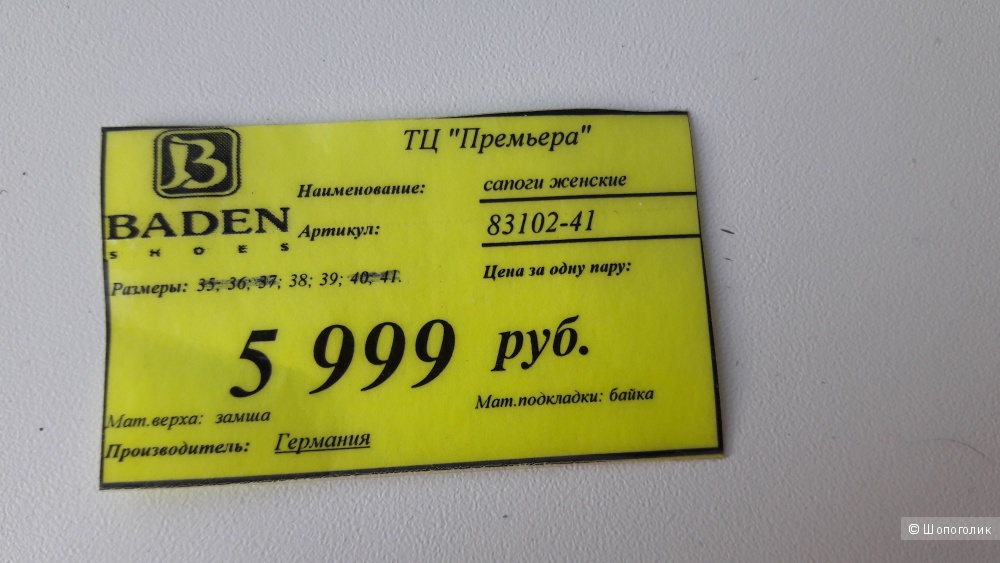 ТЦ "Премьера"
B
BADEN
SHOES
Наименование: сапоги женские
Артикул: 83102-41
Размеры: 35; 36; 37; 38; 39; 40; 41.
Цена за одну пару:
5 999 руб.
Мат.верха: замша
Мат.подкладки: байка
Производитель: Германия
© Шопоголик